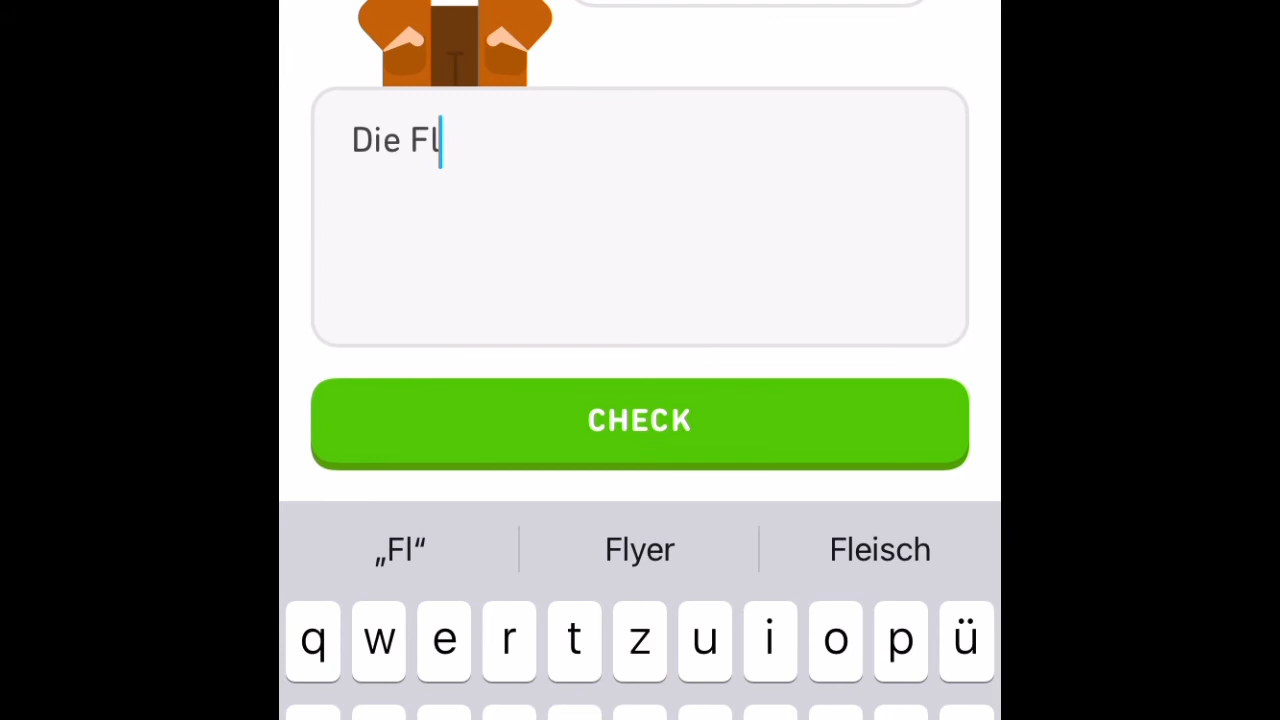 Die Fl
CHECK
„Fl“ Flyer Fleisch
q w e r t z u i o p ü